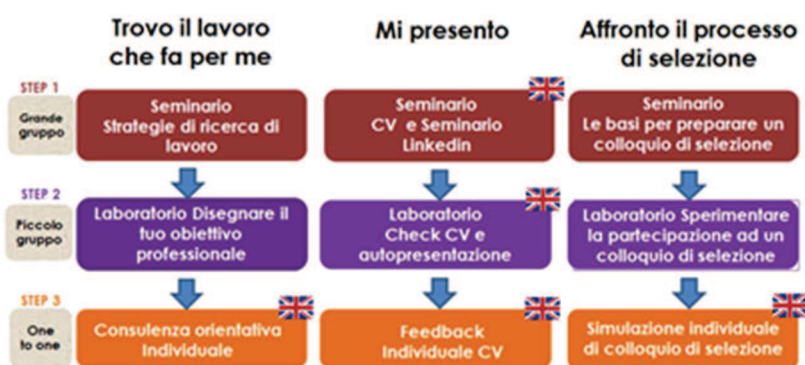 Trovo il lavoro
che fa per me
Mi presento
Affronto il processo
di selezione
STEP 1
Grande
gruppo
Seminario
Strategie di ricerca di
lavoro
Seminario
CV e Seminario
Linkedin
Seminario
Le basi per preparare un
colloquio di selezione
STEP 2
Piccolo
gruppo
Laboratorio Disegnare il
tuo obiettivo
professionale
Laboratorio
Check CV e
autopresentazione
Laboratorio Sperimentare
la partecipazione ad un
colloquio di selezione
STEP 3
One
to one
Consulenza orientativa
Individuale
Feedback
Individuale CV
Simulazione individuale
di colloquio di selezione